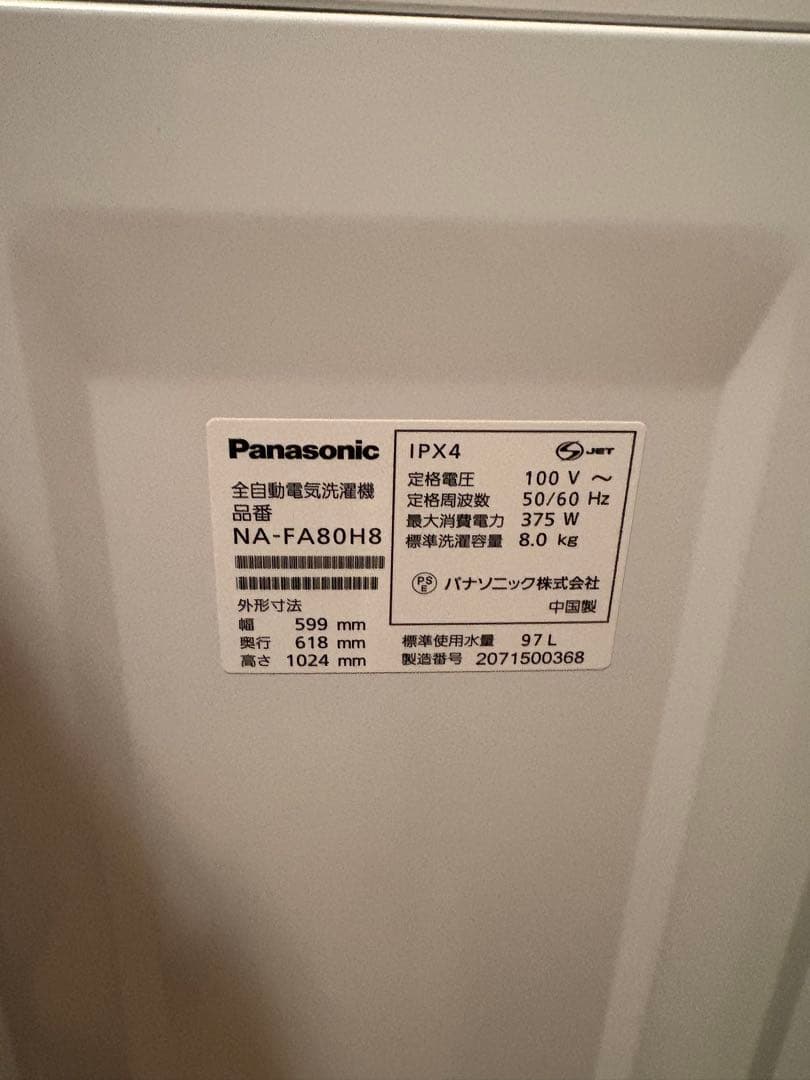 Panasonic
全自動電気洗濯機
品番
NA-FA80H8
外形寸法
幅 599 mm
奥行 618 mm
高さ 1024 mm
IPX4 JET
定格電圧 100 V ～
定格周波数 50/60 Hz
最大消費電力 375 W
標準洗濯容量 8.0 kg
PSE パナソニック株式会社
中国製
標準使用水量 97 L
製造番号 2071500368